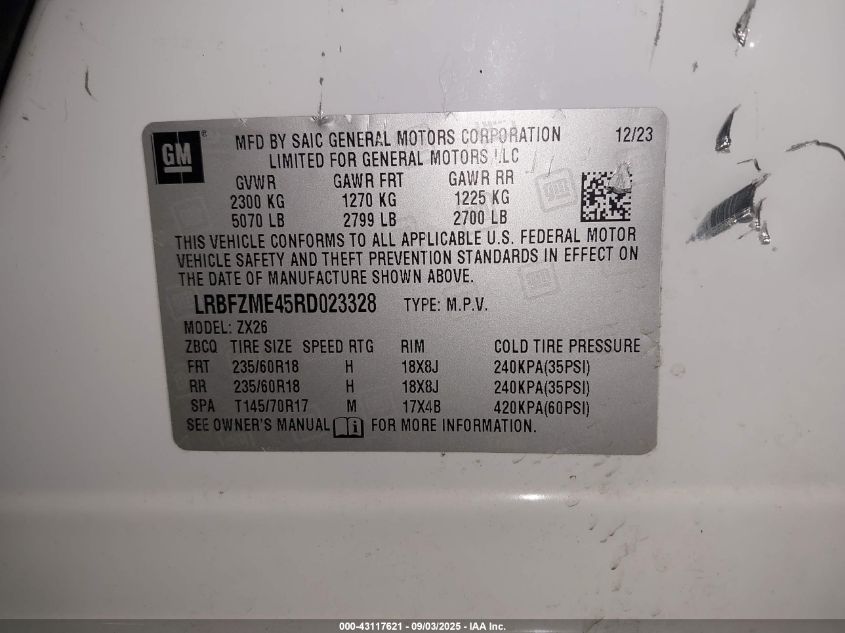 GM ®
MFD BY SAIC GENERAL MOTORS CORPORATION 12/23
LIMITED FOR GENERAL MOTORS LLC
GVWR GAWR FRT GAWR RR
2300 KG 1270 KG 1225 KG
5070 LB 2799 LB 2700 LB
THIS VEHICLE CONFORMS TO ALL APPLICABLE U.S. FEDERAL MOTOR
VEHICLE SAFETY AND THEFT PREVENTION STANDARDS IN EFFECT ON
THE DATE OF MANUFACTURE SHOWN ABOVE.
LRBFZME45RD023328 TYPE: M.P.V.
MODEL: ZX26
ZBCQ TIRE SIZE SPEED RTG RIM COLD TIRE PRESSURE
FRT 235/60R18 H 18X8J 240KPA(35PSI)
RR 235/60R18 H 18X8J 240KPA(35PSI)
SPA T145/70R17 M 17X4B 420KPA(60PSI)
SEE OWNER'S MANUAL i FOR MORE INFORMATION.
000-43117621 - 09/03/2025 - IAA Inc.